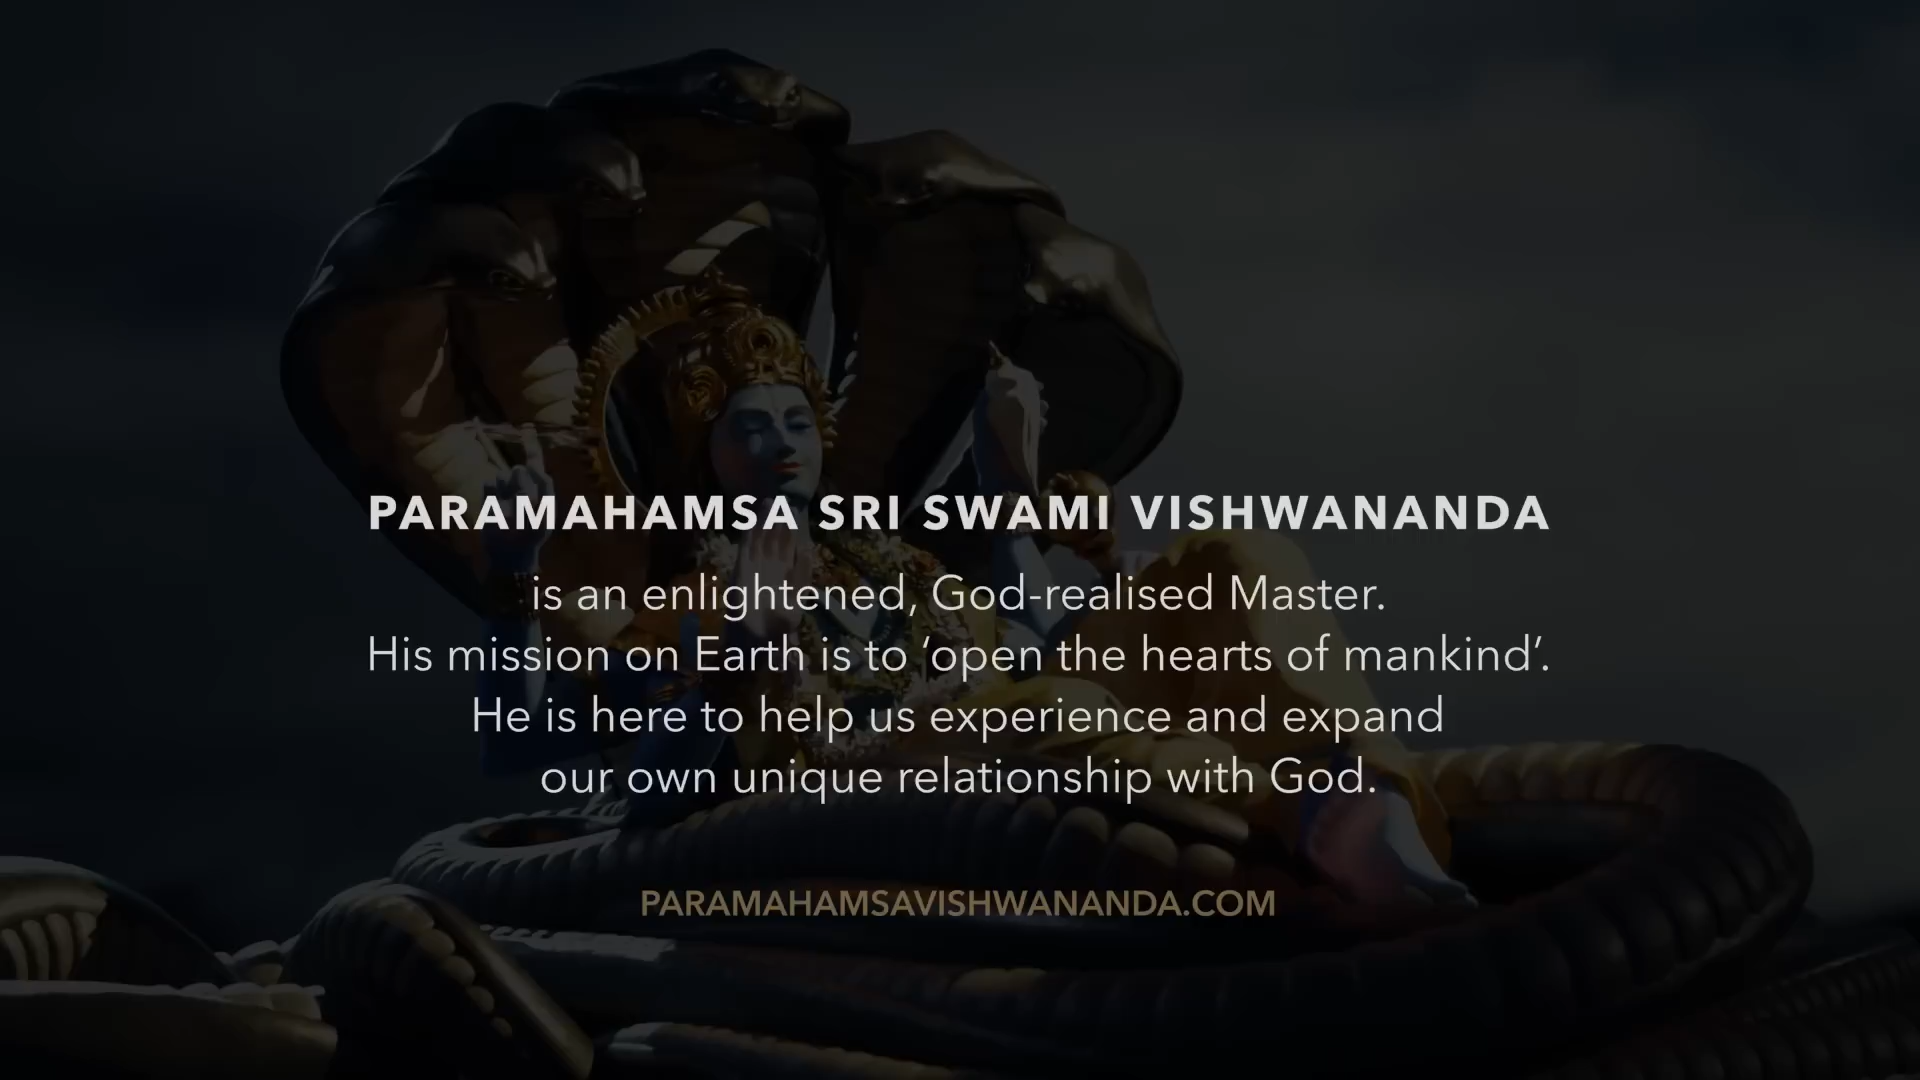 PARAMAHAMSA SRI SWAMI VISHWANANDA
is an enlightened, God-realised Master.
His mission on Earth is to ‘open the hearts of mankind’.
He is here to help us experience and expand
our own unique relationship with God.
PARAMAHAMSAVISHWANANDA.COM